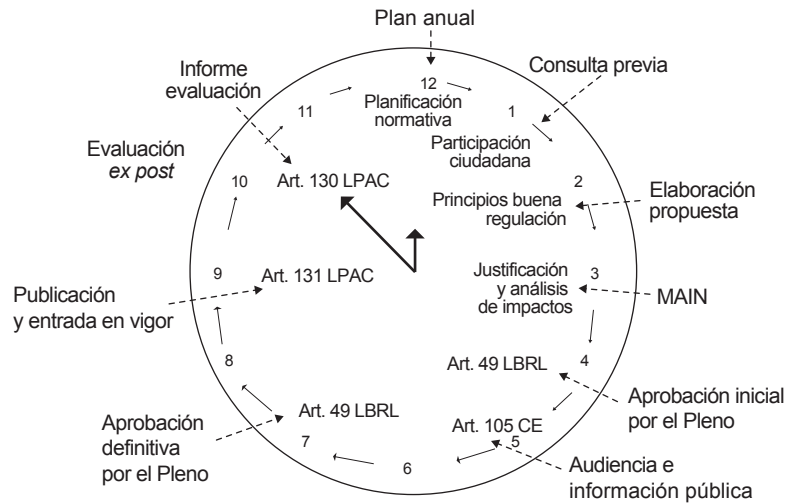 Plan anual
Informe
evaluación
Consulta previa
12
Planificación
normativa
11
1
Participación
ciudadana
Evaluación
ex post
10
Art. 130 LPAC
2
Principios buena
regulación
Elaboración
propuesta
9
Art. 131 LPAC
3
Justificación
y análisis
de impactos
MAIN
Publicación
y entrada en vigor
8
4
Art. 49 LBRL
Aprobación inicial
por el Pleno
Art. 49 LBRL
Art. 105 CE
5
Aprobación
definitiva
por el Pleno
7
6
Audiencia e
información pública